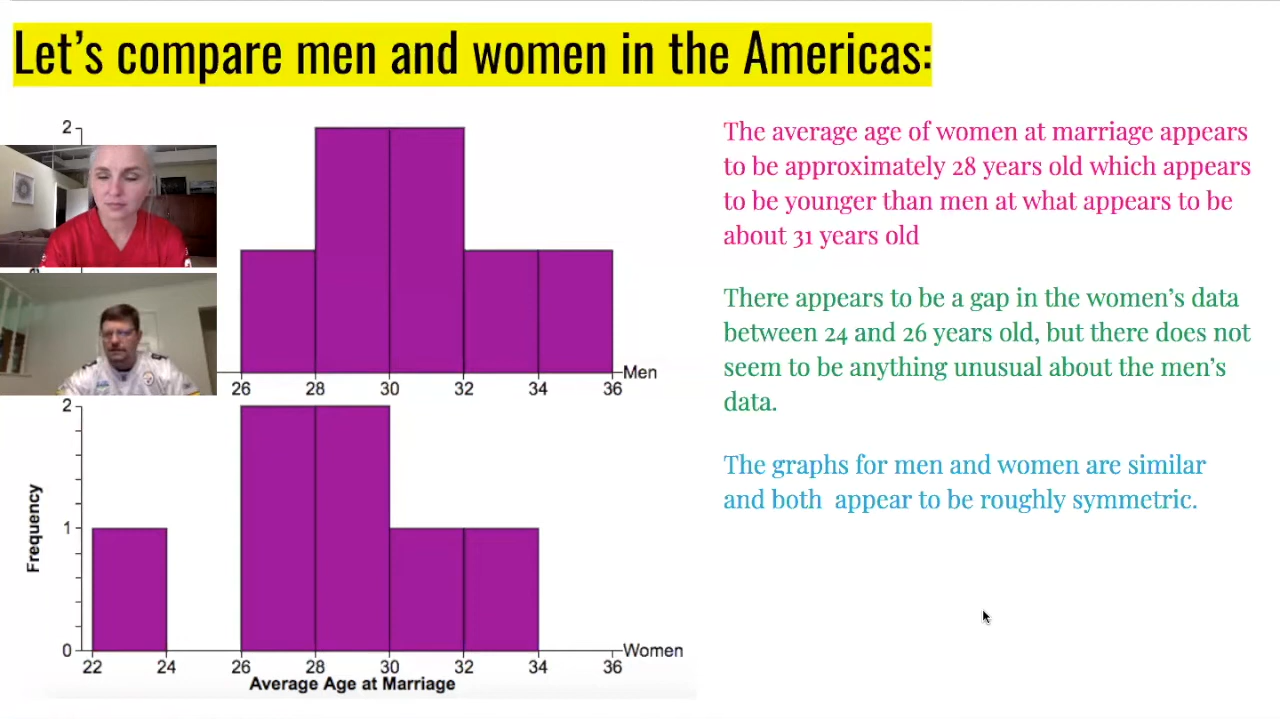 Let's compare men and women in the Americas:
2
26 28 30 32 34 36 Men
2
1
0
Frequency
22 24 26 28 30 32 34 36 Women
Average Age at Marriage
The average age of women at marriage appears
to be approximately 28 years old which appears
to be younger than men at what appears to be
about 31 years old
There appears to be a gap in the women's data
between 24 and 26 years old, but there does not
seem to be anything unusual about the men's
data.
The graphs for men and women are similar
and both appear to be roughly symmetric.